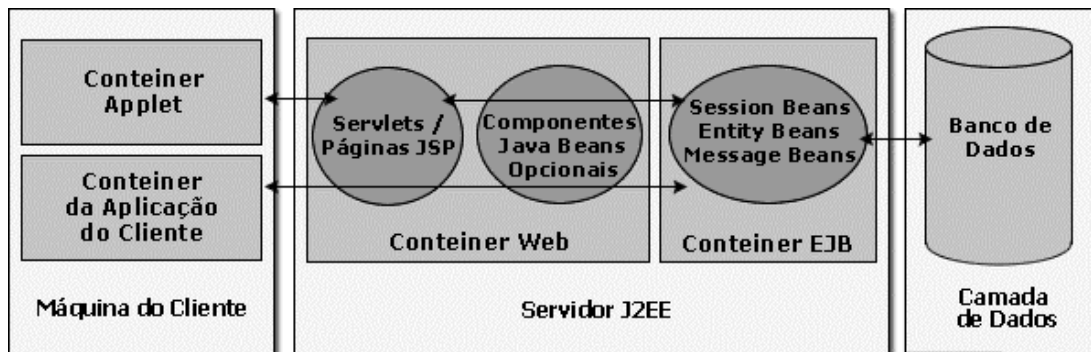 Conteiner
Applet
Conteiner
da Aplicação
do Cliente
Máquina do Cliente
Servlets /
Páginas JSP
Componentes
Java Beans
Opcionais
Conteiner Web
Session Beans
Entity Beans
Message Beans
Conteiner EJB
Servidor J2EE
Banco de
Dados
Camada
de Dados